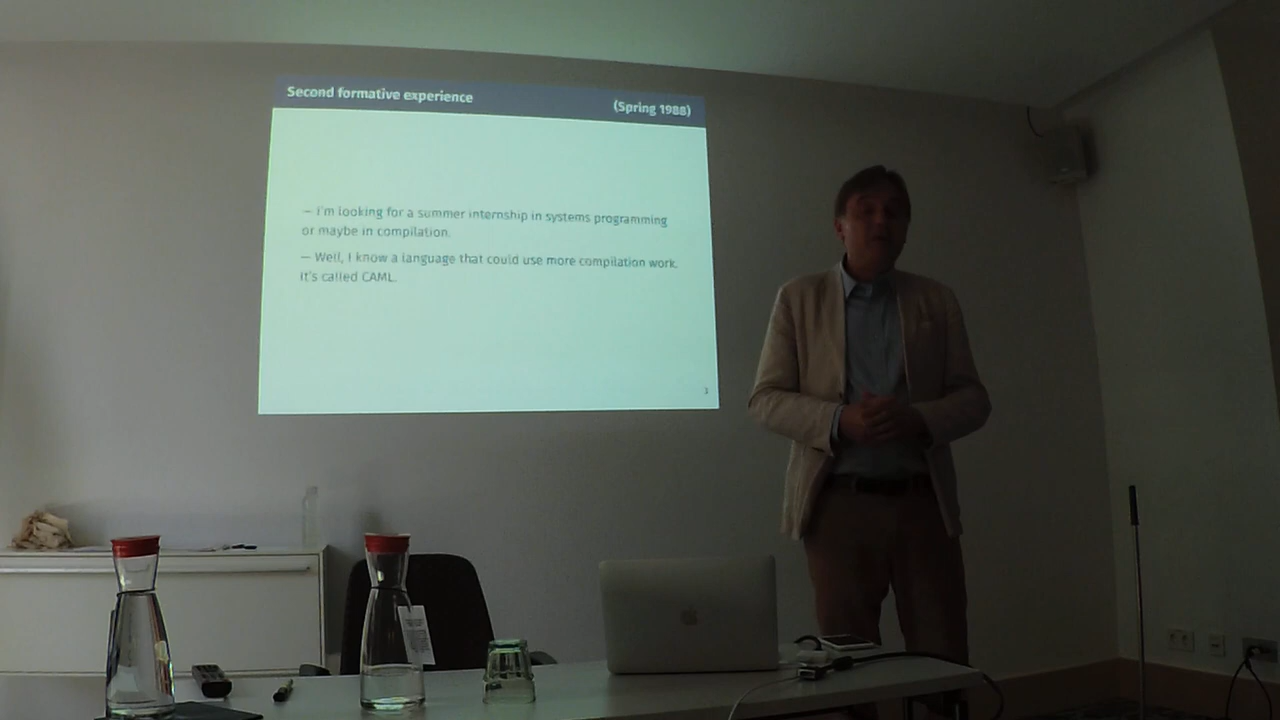 Second formative experience (Spring 1988)
– I'm looking for a summer internship in systems programming
or maybe in compilation.
– Well, I know a language that could use more compilation work.
It's called CAML.